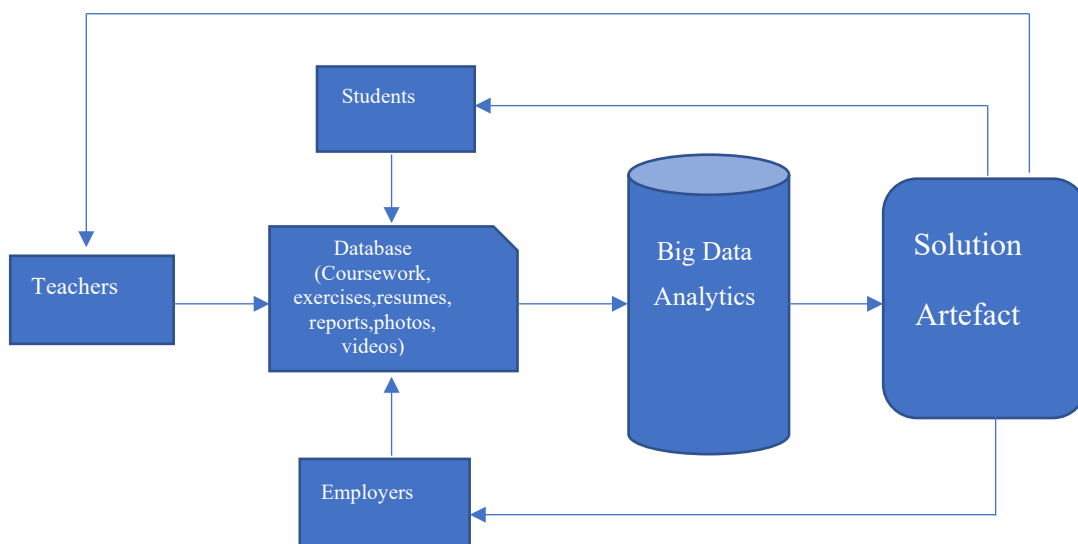 Students
Teachers
Database
(Coursework,
exercises,resumes,
reports,photos,
videos)
Big Data
Analytics
Solution
Artefact
Employers